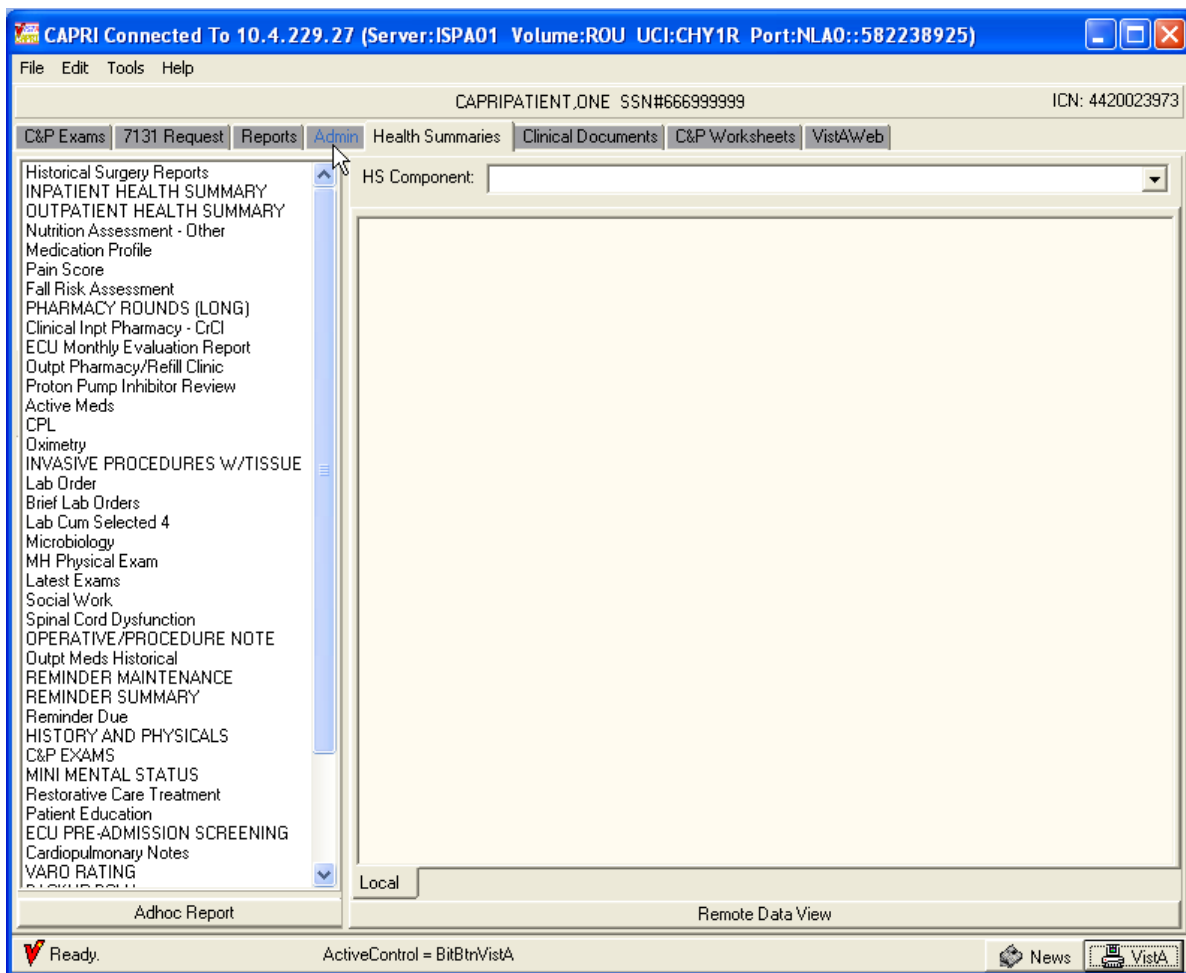 CAPRI Connected To 10.4.229.27 (Server:ISPA01 Volume:ROU UCI:CHY1R Port:NLA0::582238925)
File Edit Tools Help
CAPRIPATIENT,ONE SSN#666999999 ICN: 4420023973
C&P Exams 7131 Request Reports Admin Health Summaries Clinical Documents C&P Worksheets VistAWeb
HS Component:
Historical Surgery Reports
INPATIENT HEALTH SUMMARY
OUTPATIENT HEALTH SUMMARY
Nutrition Assessment - Other
Medication Profile
Pain Score
Fall Risk Assessment
PHARMACY ROUNDS (LONG)
Clinical Inpt Pharmacy - CrCl
ECU Monthly Evaluation Report
Outpt Pharmacy/Refill Clinic
Proton Pump Inhibitor Review
Active Meds
CPL
Oximetry
INVASIVE PROCEDURES W/TISSUE
Lab Order
Brief Lab Orders
Lab Cum Selected 4
Microbiology
MH Physical Exam
Latest Exams
Social Work
Spinal Cord Dysfunction
OPERATIVE/PROCEDURE NOTE
Outpt Meds Historical
REMINDER MAINTENANCE
REMINDER SUMMARY
Reminder Due
HISTORY AND PHYSICALS
C&P EXAMS
MINI MENTAL STATUS
Restorative Care Treatment
Patient Education
ECU PRE-ADMISSION SCREENING
Cardiopulmonary Notes
VARO RATING
Local
Adhoc Report Remote Data View
Ready. ActiveControl = BitBtnVistA News VistA